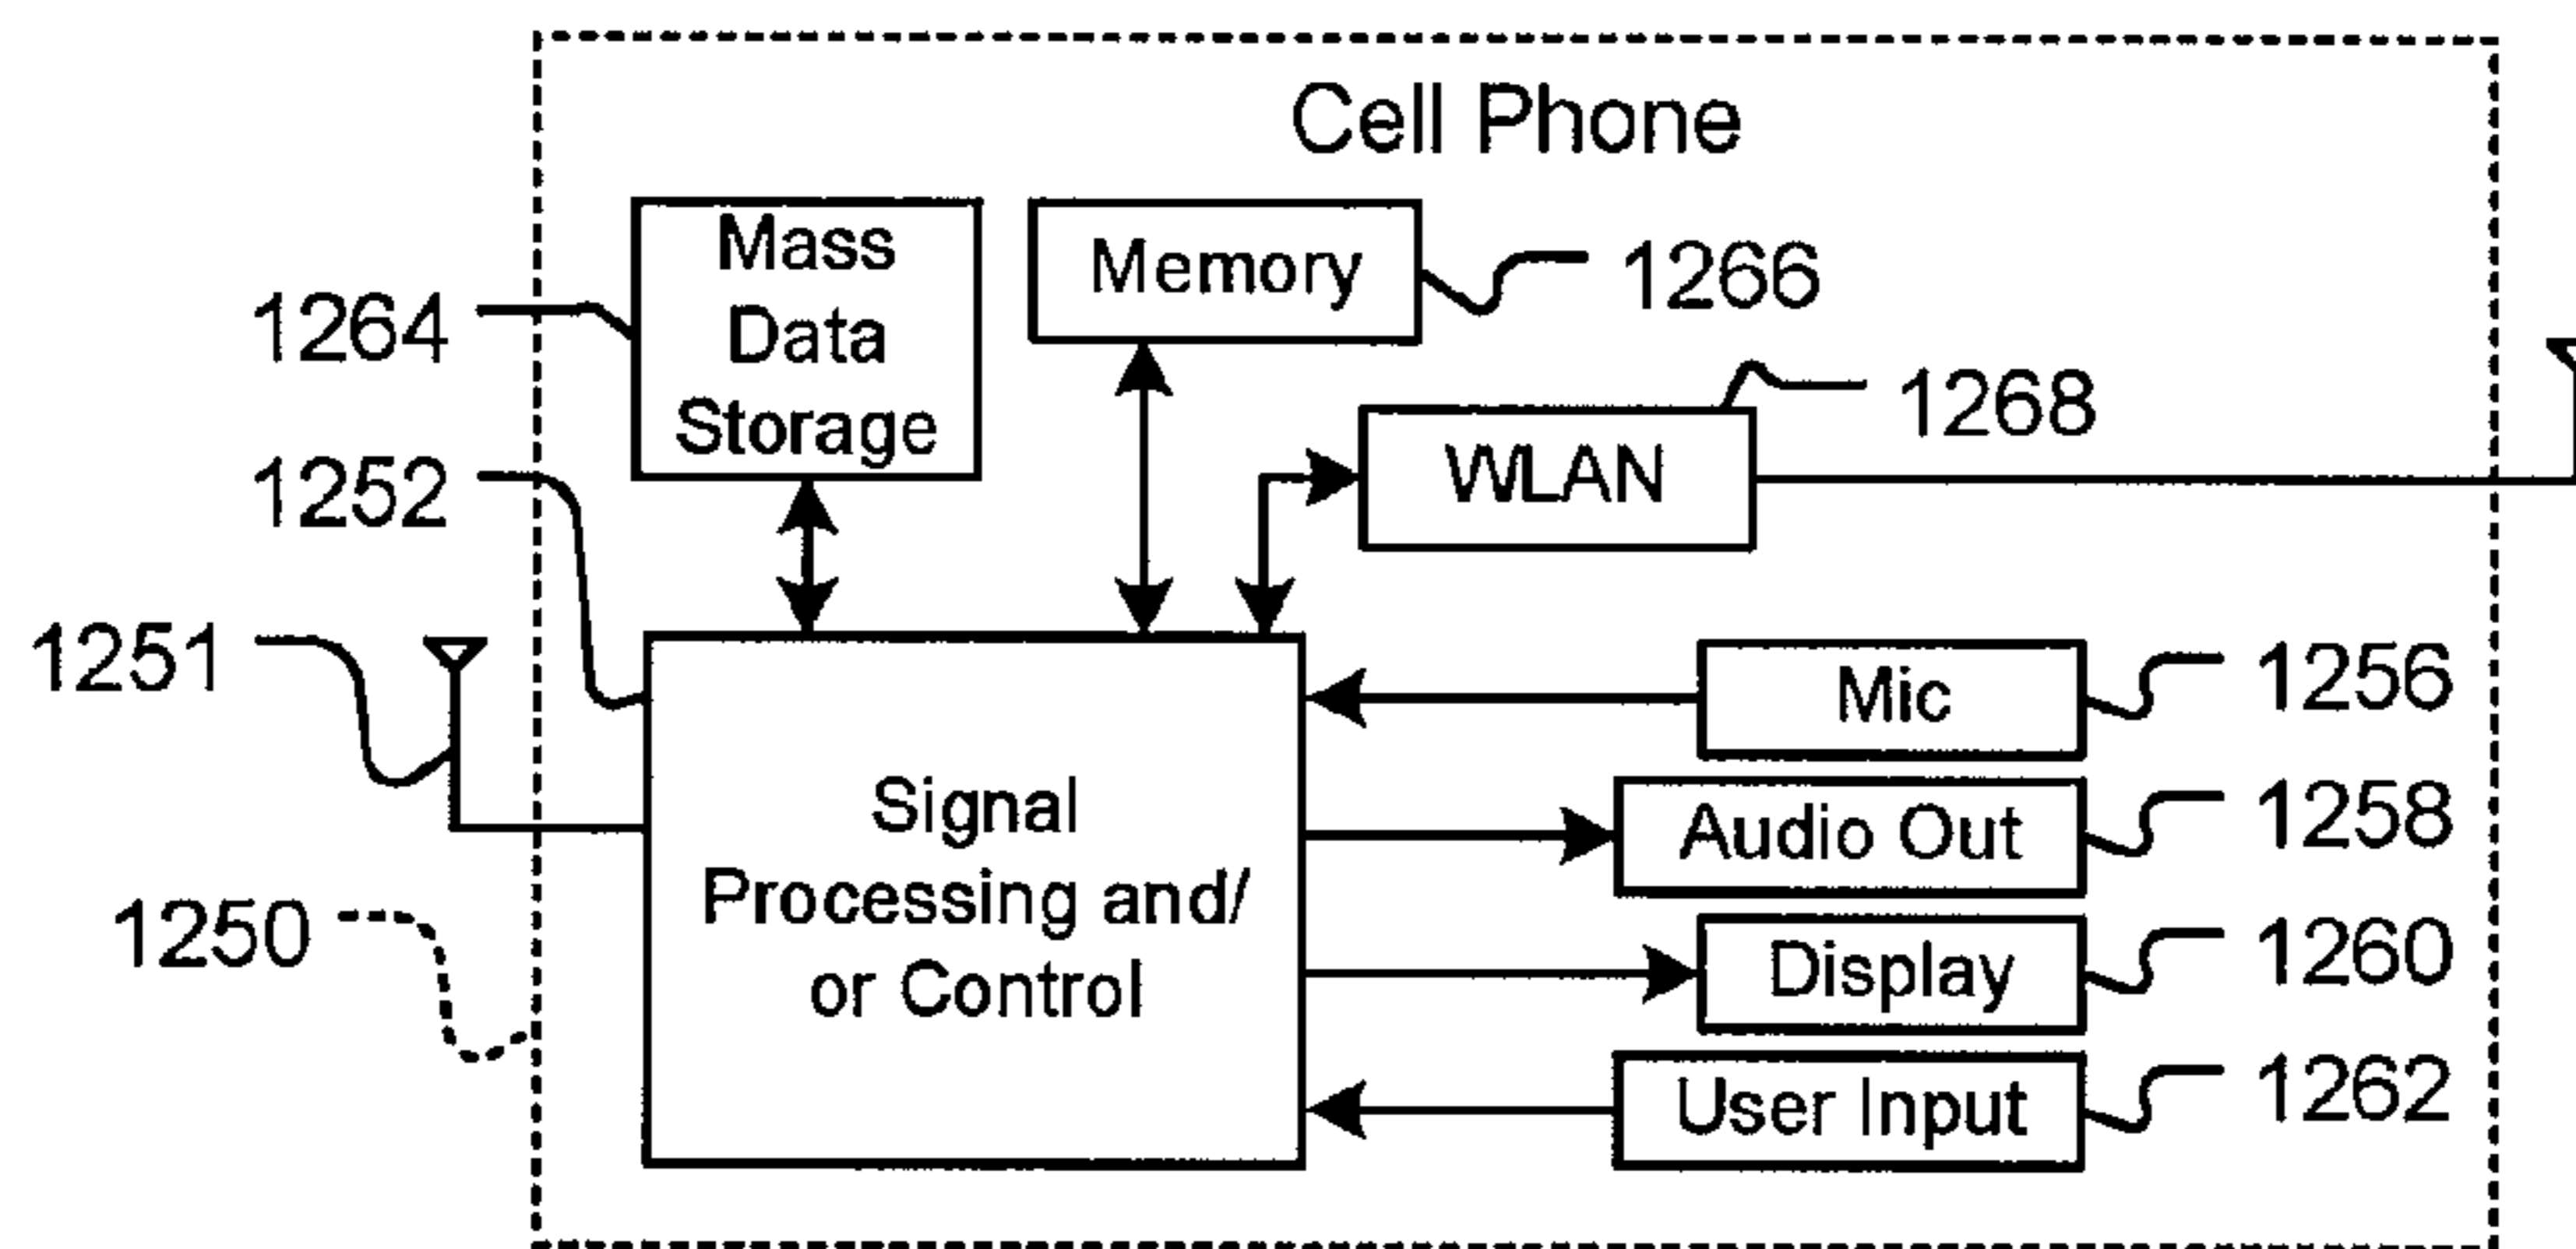 Cell Phone
Mass
Data
Storage
Memory
1266
1264
1268
WLAN
1252
1251
Mic
1256
Signal
Processing and/
or Control
Audio Out
1258
1250
Display
1260
User Input
1262